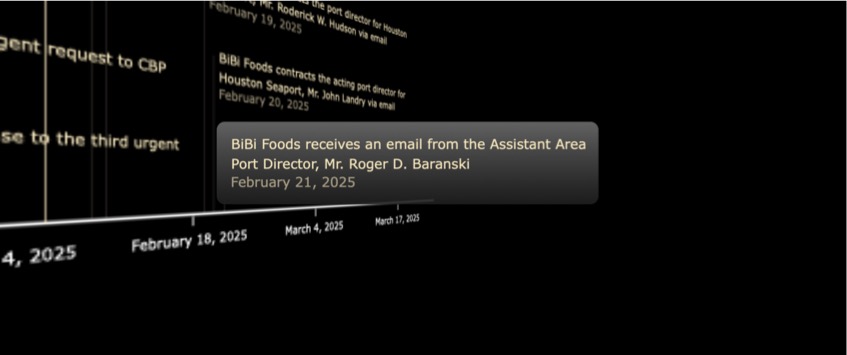 the port director for Houston
Mr. Roderick W. Hudson via email
February 19, 2025
gent request to CBP
BiBi Foods contracts the acting port director for
Houston Seaport, Mr. John Landry via email
February 20, 2025
se to the third urgent
BiBi Foods receives an email from the Assistant Area
Port Director, Mr. Roger D. Baranski
February 21, 2025
4, 2025
February 18, 2025
March 4, 2025
March 17, 2025